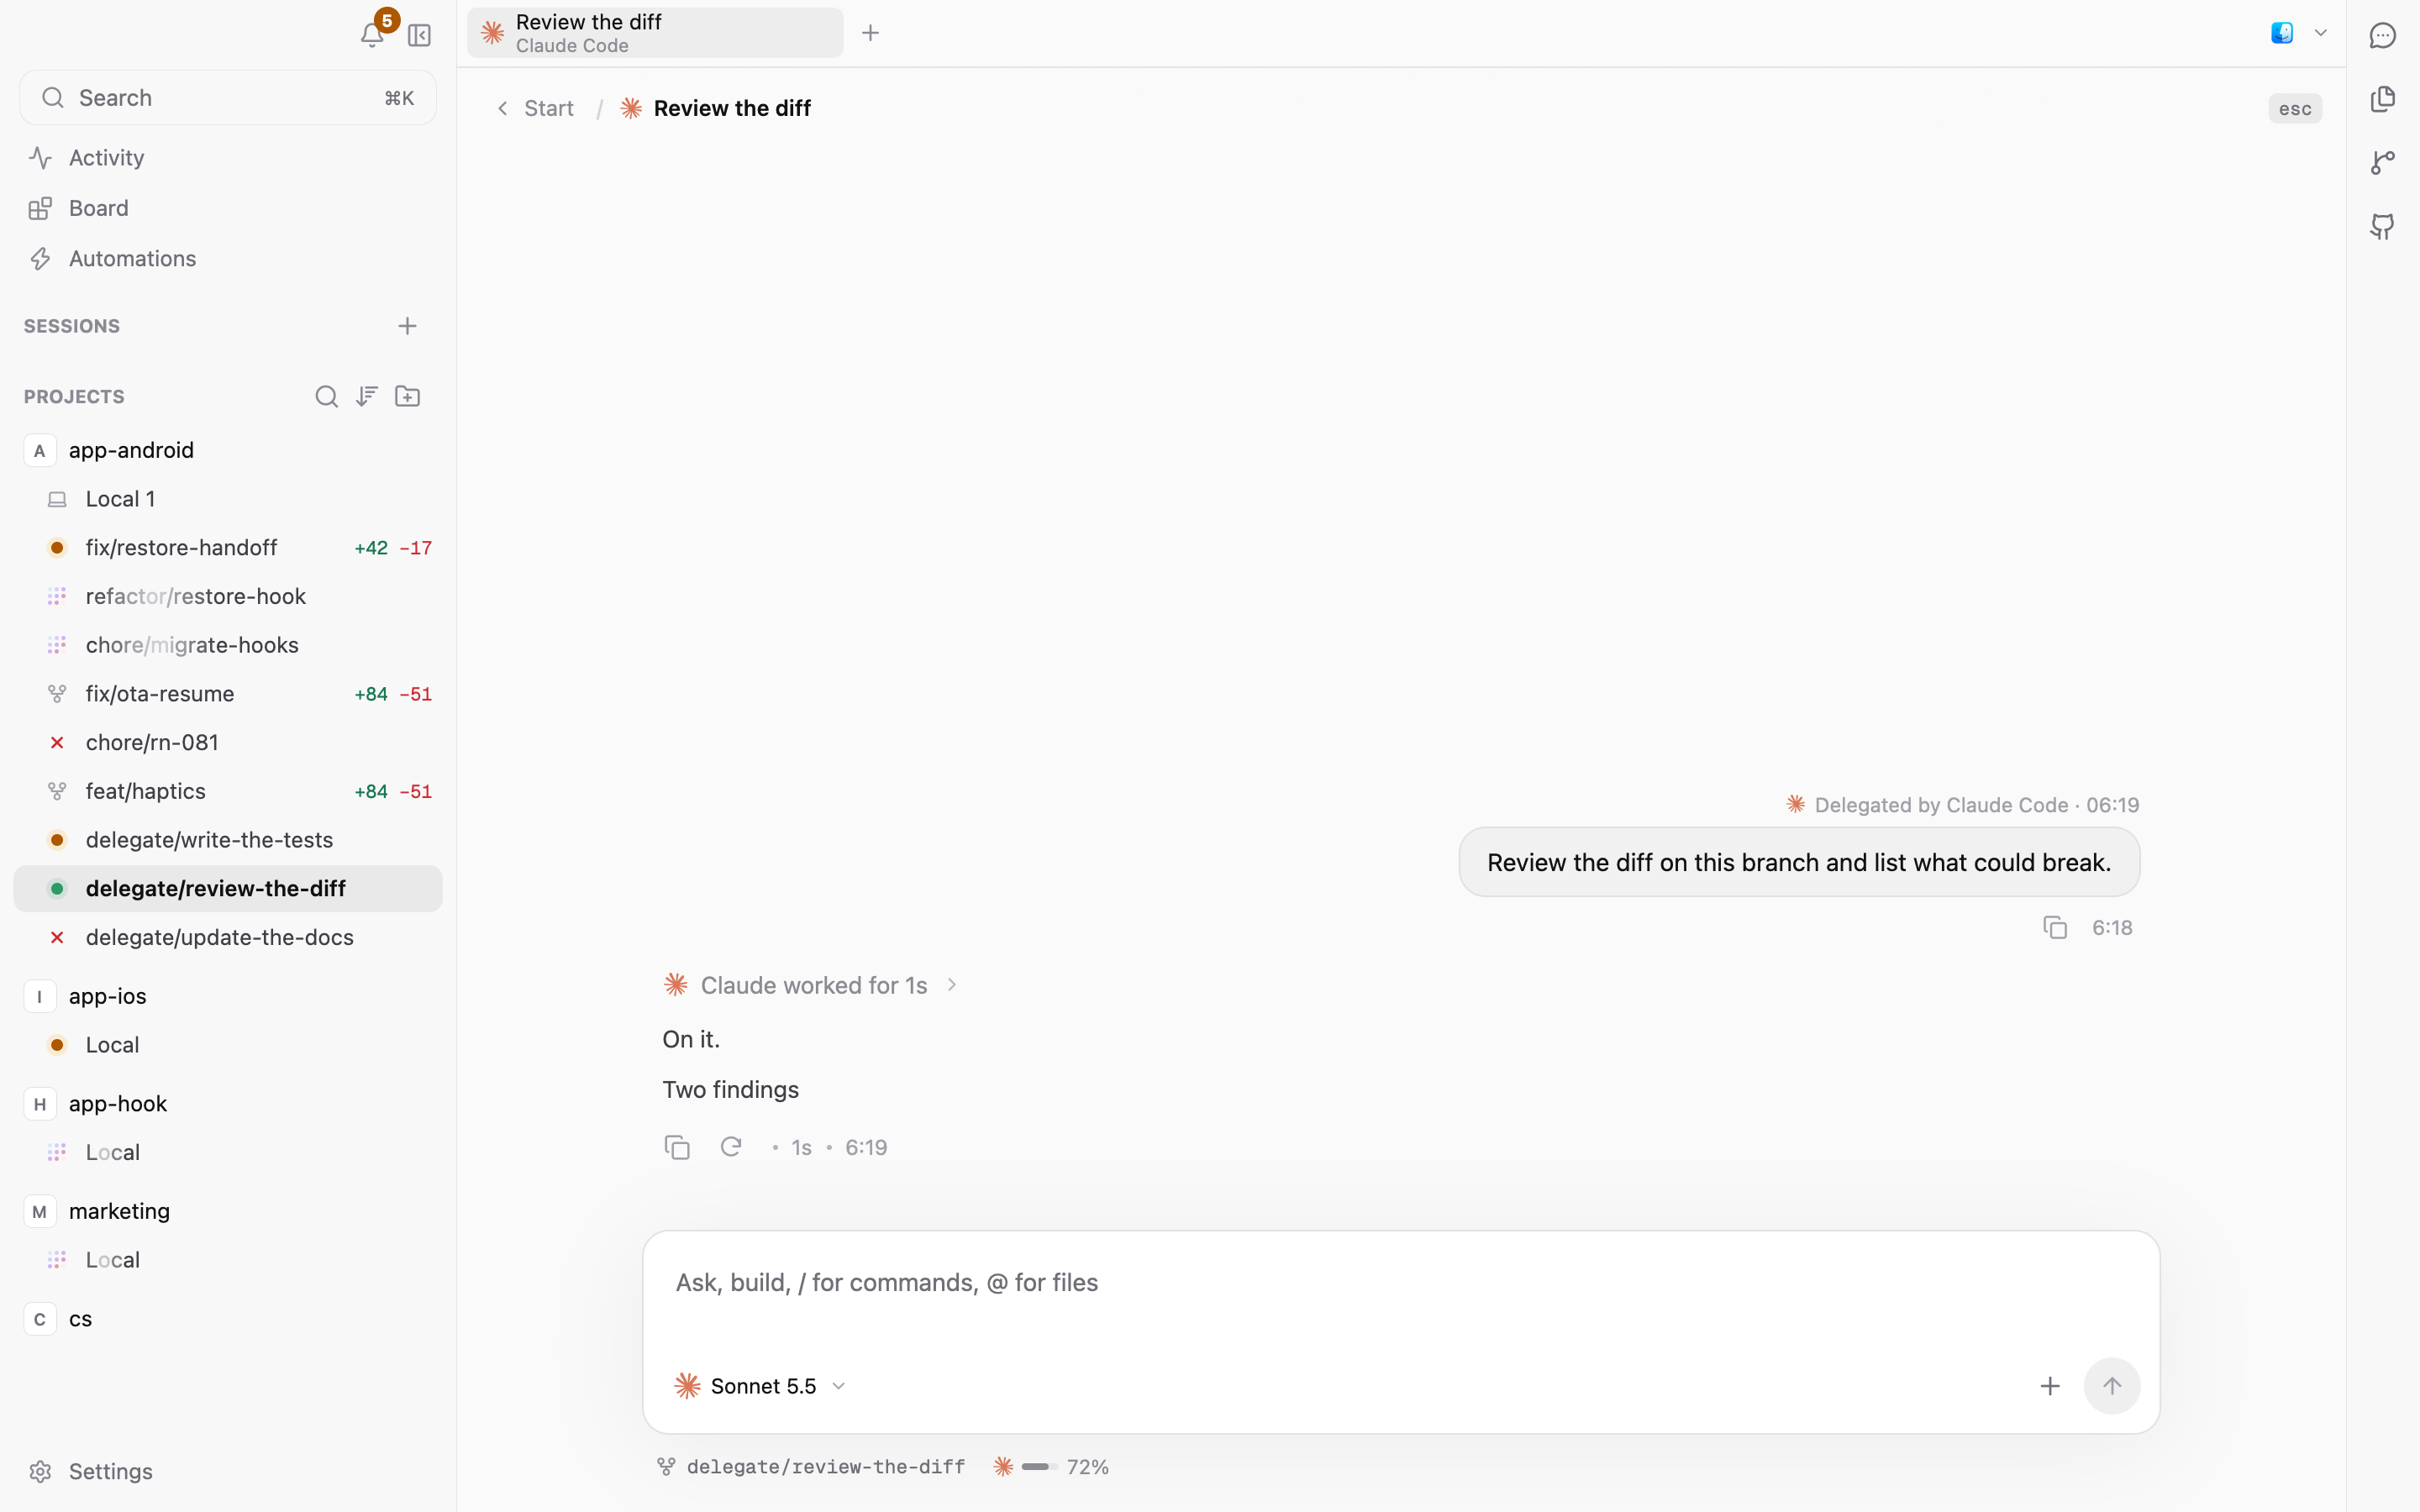 5
Search ⌘K
Activity
Board
Automations
SESSIONS
PROJECTS
A app-android
Local 1
fix/restore-handoff +42 −17
refactor/restore-hook
chore/migrate-hooks
fix/ota-resume +84 −51
chore/rn-081
feat/haptics +84 −51
delegate/write-the-tests
delegate/review-the-diff
delegate/update-the-docs
I app-ios
Local
H app-hook
Local
M marketing
Local
C cs
Settings
Review the diff
Claude Code
Start / Review the diff
esc
Delegated by Claude Code · 06:19
Review the diff on this branch and list what could break.
6:18
Claude worked for 1s
On it.
Two findings
• 1s • 6:19
Ask, build, / for commands, @ for files
Sonnet 5.5
delegate/review-the-diff 72%